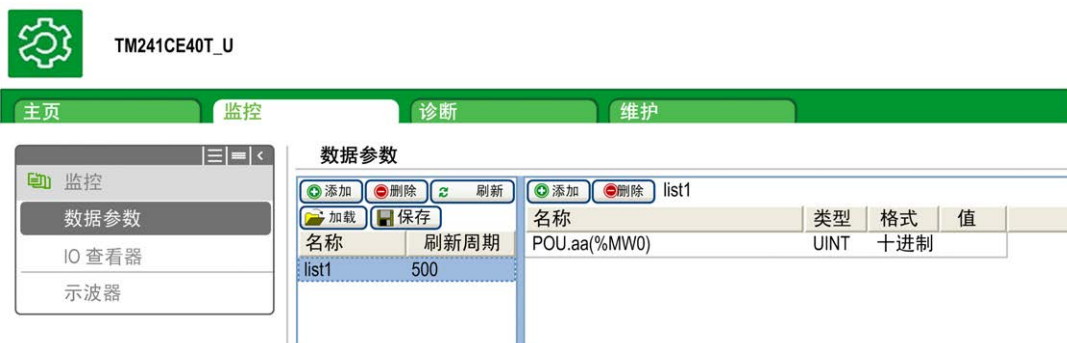 TM241CE40T_U
主页 监控 诊断 维护
监控
数据参数
IO 查看器
示波器
数据参数
添加 删除 刷新
加载 保存
名称 刷新周期
list1 500
添加 删除 list1
名称 类型 格式 值
POU.aa(%MW0) UINT 十进制